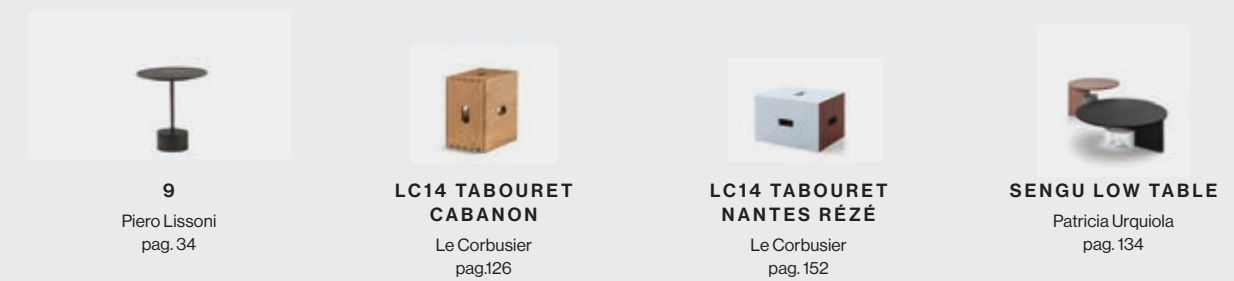 9
Piero Lissoni
pag. 34
LC14 TABOURET
CABANON
Le Corbusier
pag.126
LC14 TABOURET
NANTES RÉZÉ
Le Corbusier
pag. 152
SENGU LOW TABLE
Patricia Urquiola
pag. 134